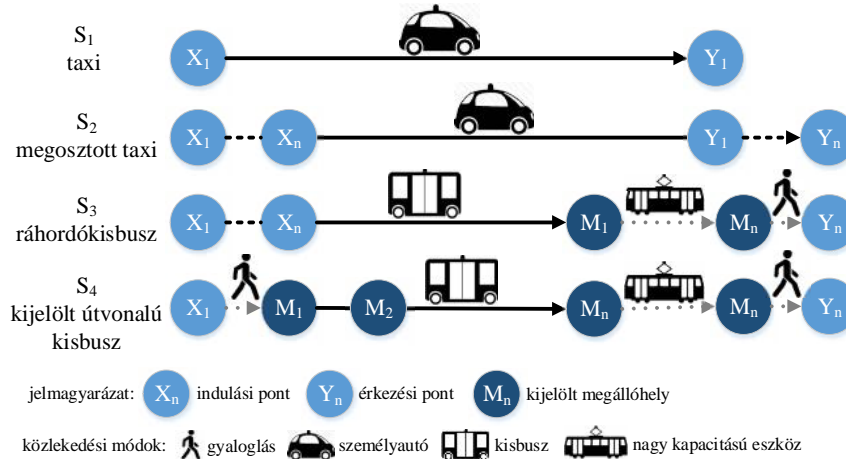 S₁
taxi
X₁ Y₁
S₂
megosztott taxi
X₁ Xₙ Y₁ Yₙ
S₃
ráhordókisbusz
X₁ Xₙ M₁ Mₙ Yₙ
S₄
kijelölt útvonalú
kisbusz
X₁ M₁ M₂ Mₙ Mₙ Yₙ
jelmagyarázat: Xₙ indulási pont Yₙ érkezési pont Mₙ kijelölt megállóhely
közlekedési módok: gyaloglás személyautó kisbusz nagy kapacitású eszköz